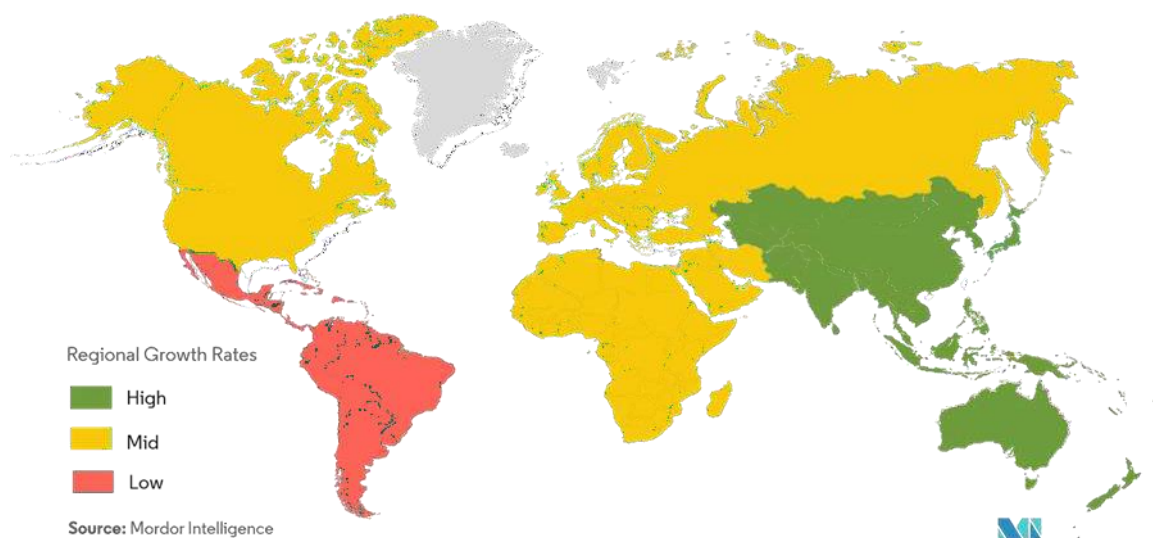 Regional Growth Rates
High
Mid
Low
Source: Mordor Intelligence